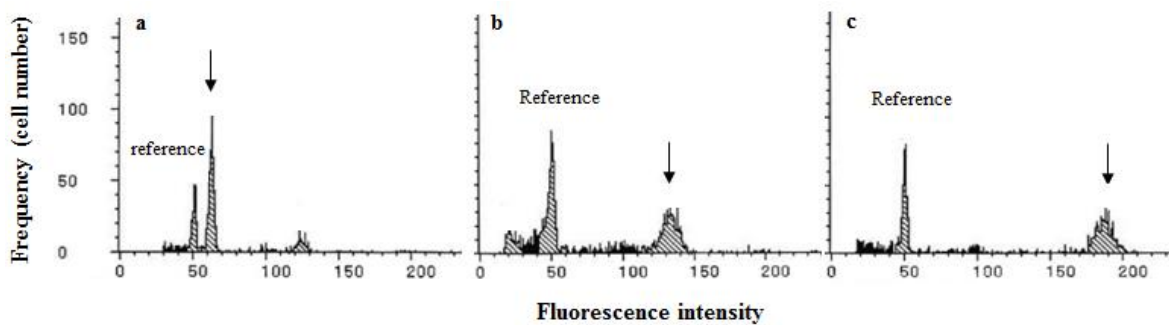 a
b
c
Frequency (cell number)
150
100
50
0
reference
Reference
Reference
0 50 100 150 200
0 50 100 150 200
0 50 100 150 200
Fluorescence intensity